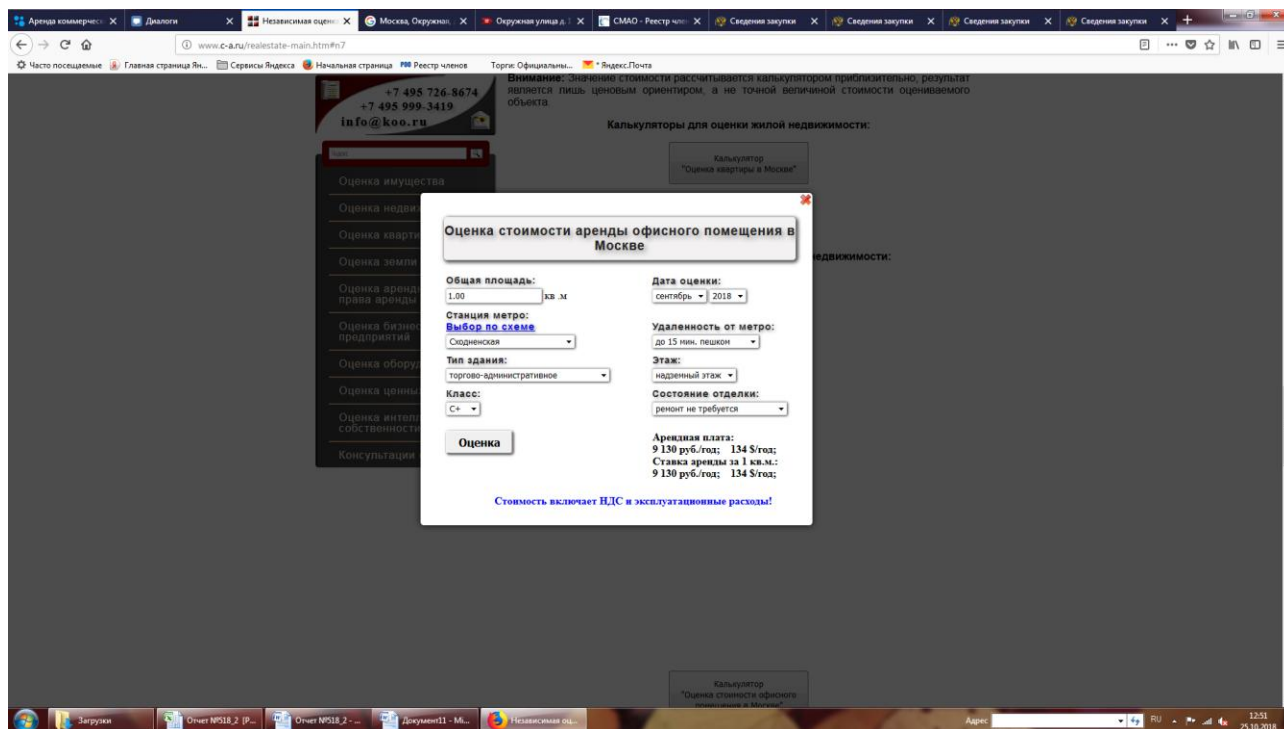 Аренда коммерчес
Диалоги
Независимая оцен
Москва, Окружная,
Окружная улица д. 
СМАО - Реестр член
Сведения закупки
Сведения закупки
Сведения закупки
Сведения закупки
www.c-a.ru/realestate-main.htm#n7
Часто посещаемые
Главная страница Ян...
Сервисы Яндекса
Начальная страница
Реестр членов
Торги: Официальны...
* Яндекс.Почта
+7 495 726-8674
+7 495 999-3419
info@koo.ru
Внимание: Значение стоимости рассчитывается калькулятором приблизительно, результат
является лишь ценовым ориентиром, а не точной величиной стоимости оцениваемого
объекта.
Калькуляторы для оценки жилой недвижимости:
Калькулятор
"Оценка квартиры в Москве"
Оценка имущества
Оценка недвиж
Оценка кварти
Оценка земли
Оценка аренд
права аренды
Оценка бизнес
предприятий
Оценка оборуд
Оценка ценны
Оценка интелл
собственности
Консультации
едвижимости:
Оценка стоимости аренды офисного помещения в
Москве
Общая площадь:
1.00 кв .м
Дата оценки:
сентябрь 2018
Станция метро:
Выбор по схеме
Сходненская
Удаленность от метро:
до 15 мин. пешком
Тип здания:
торгово-административное
Этаж:
надземный этаж
Класс:
C+
Состояние отделки:
ремонт не требуется
Оценка
Арендная плата:
9 130 руб./год; 134 $/год;
Ставка аренды за 1 кв.м.:
9 130 руб./год; 134 $/год;
Стоимость включает НДС и эксплуатационные расходы!
Калькулятор
"Оценка стоимости офисного
помещения в Москве"
Загрузки
Отчет №518_2 [Р...
Отчет №518_2 - ...
Документ11 - Mi...
Независимая оц...
Адрес
RU
12:51
25.10.2018